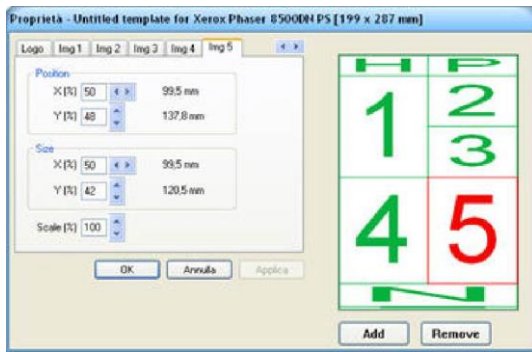 Proprietà - Untitled template for Xerox Phaser 8500DN PS [199 x 287 mm]
Logo Img 1 Img 2 Img 3 Img 4 Img 5
Position
X (%) 50 99,5 mm
Y (%) 48 137,8 mm
Size
X (%) 50 99,5 mm
Y (%) 42 120,5 mm
Scale (%) 100
OK Annulla Applica
H P
1 2
3
4 5
N
Add Remove